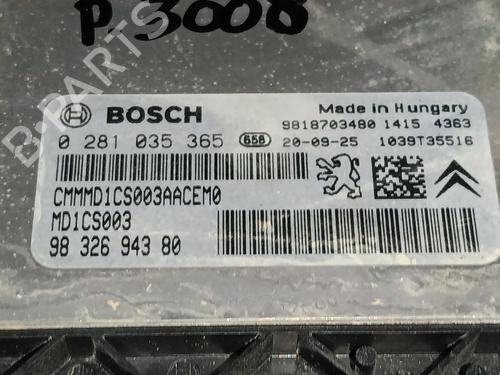 P. 3008
B-PARTS
BOSCH
Made in Hungary
9818703480 1415 4363
0 281 035 365 658 20-09-25 1039T35516
CMMMD1CS003AACEM0
MD1CS003
98 326 943 80